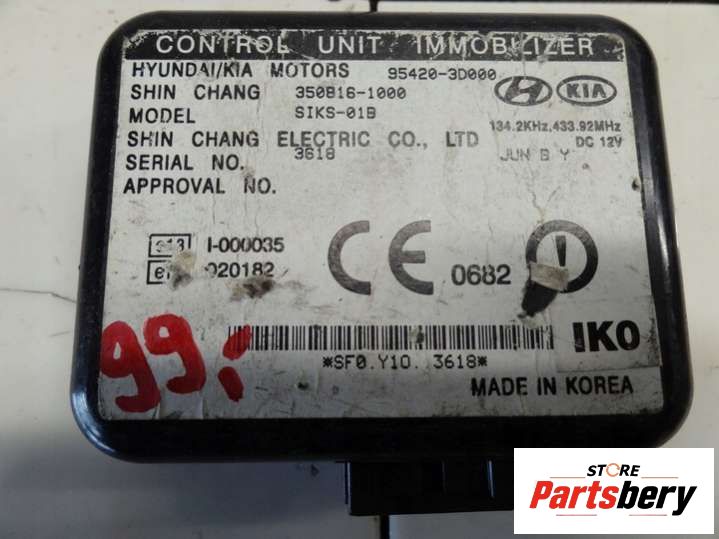 CONTROL UNIT IMMOBILIZER
HYUNDAI/KIA MOTORS 95420-3D000
SHIN CHANG 350816-1000
MODEL SIKS-01B
KIA
134.2KHz,433.92MHz
SHIN CHANG ELECTRIC CO., LTD DC 12V
SERIAL NO. 3618 JUN B Y
APPROVAL NO.
e13 I-000035
020182
CE 0682
99:-
*SF0.Y10. 3618*
IKO
MADE IN KOREA
STORE
Partsbery